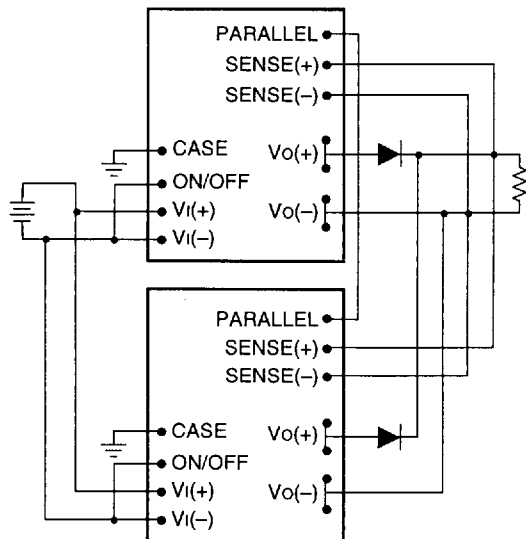 PARALLEL
SENSE(+)
SENSE(–)
CASE
VO(+)
ON/OFF
VI(+)
VO(–)
VI(–)
PARALLEL
SENSE(+)
SENSE(–)
CASE
VO(+)
ON/OFF
VI(+)
VO(–)
VI(–)